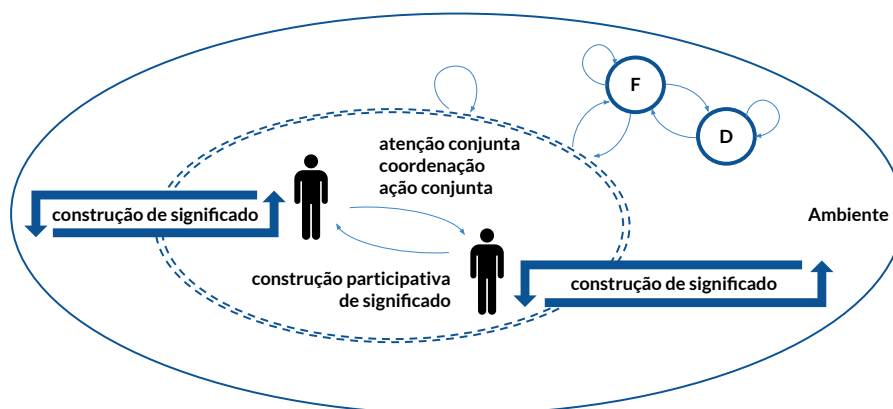 F
D
atenção conjunta
coordenação
ação conjunta
construção de significado
Ambiente
construção participativa
de significado
construção de significado